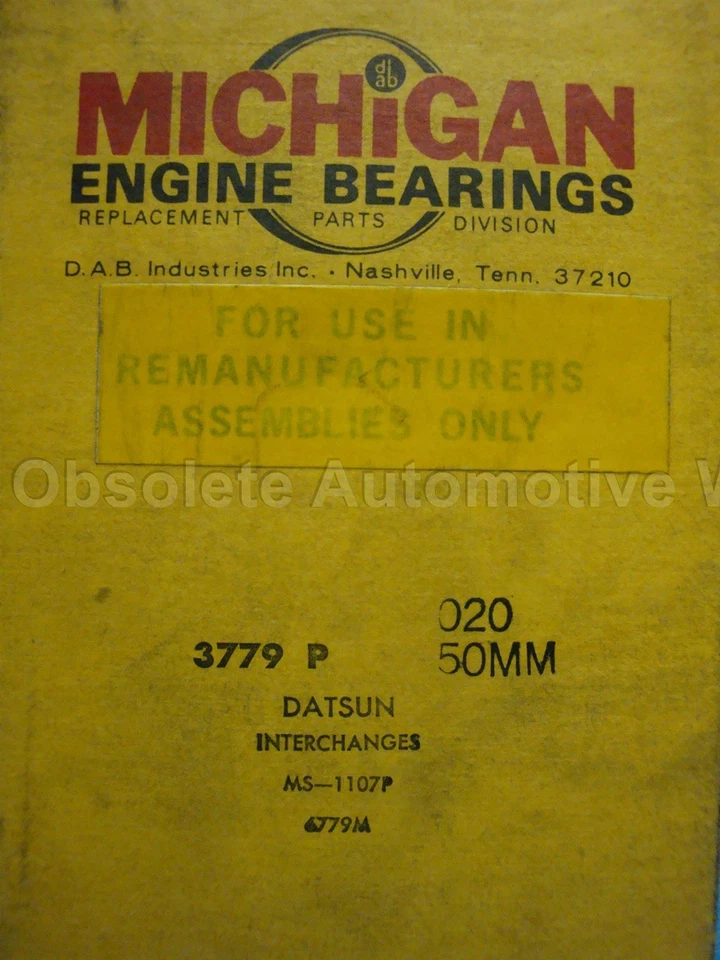 dab
MICHiGAN
ENGINE BEARINGS
REPLACEMENT PARTS DIVISION
D.A.B. Industries Inc. • Nashville, Tenn. 37210
FOR USE IN
REMANUFACTURERS
ASSEMBLIES ONLY
Obsolete Automotive W
020
3779 P 50MM
DATSUN
INTERCHANGES
MS-1107P
6779M